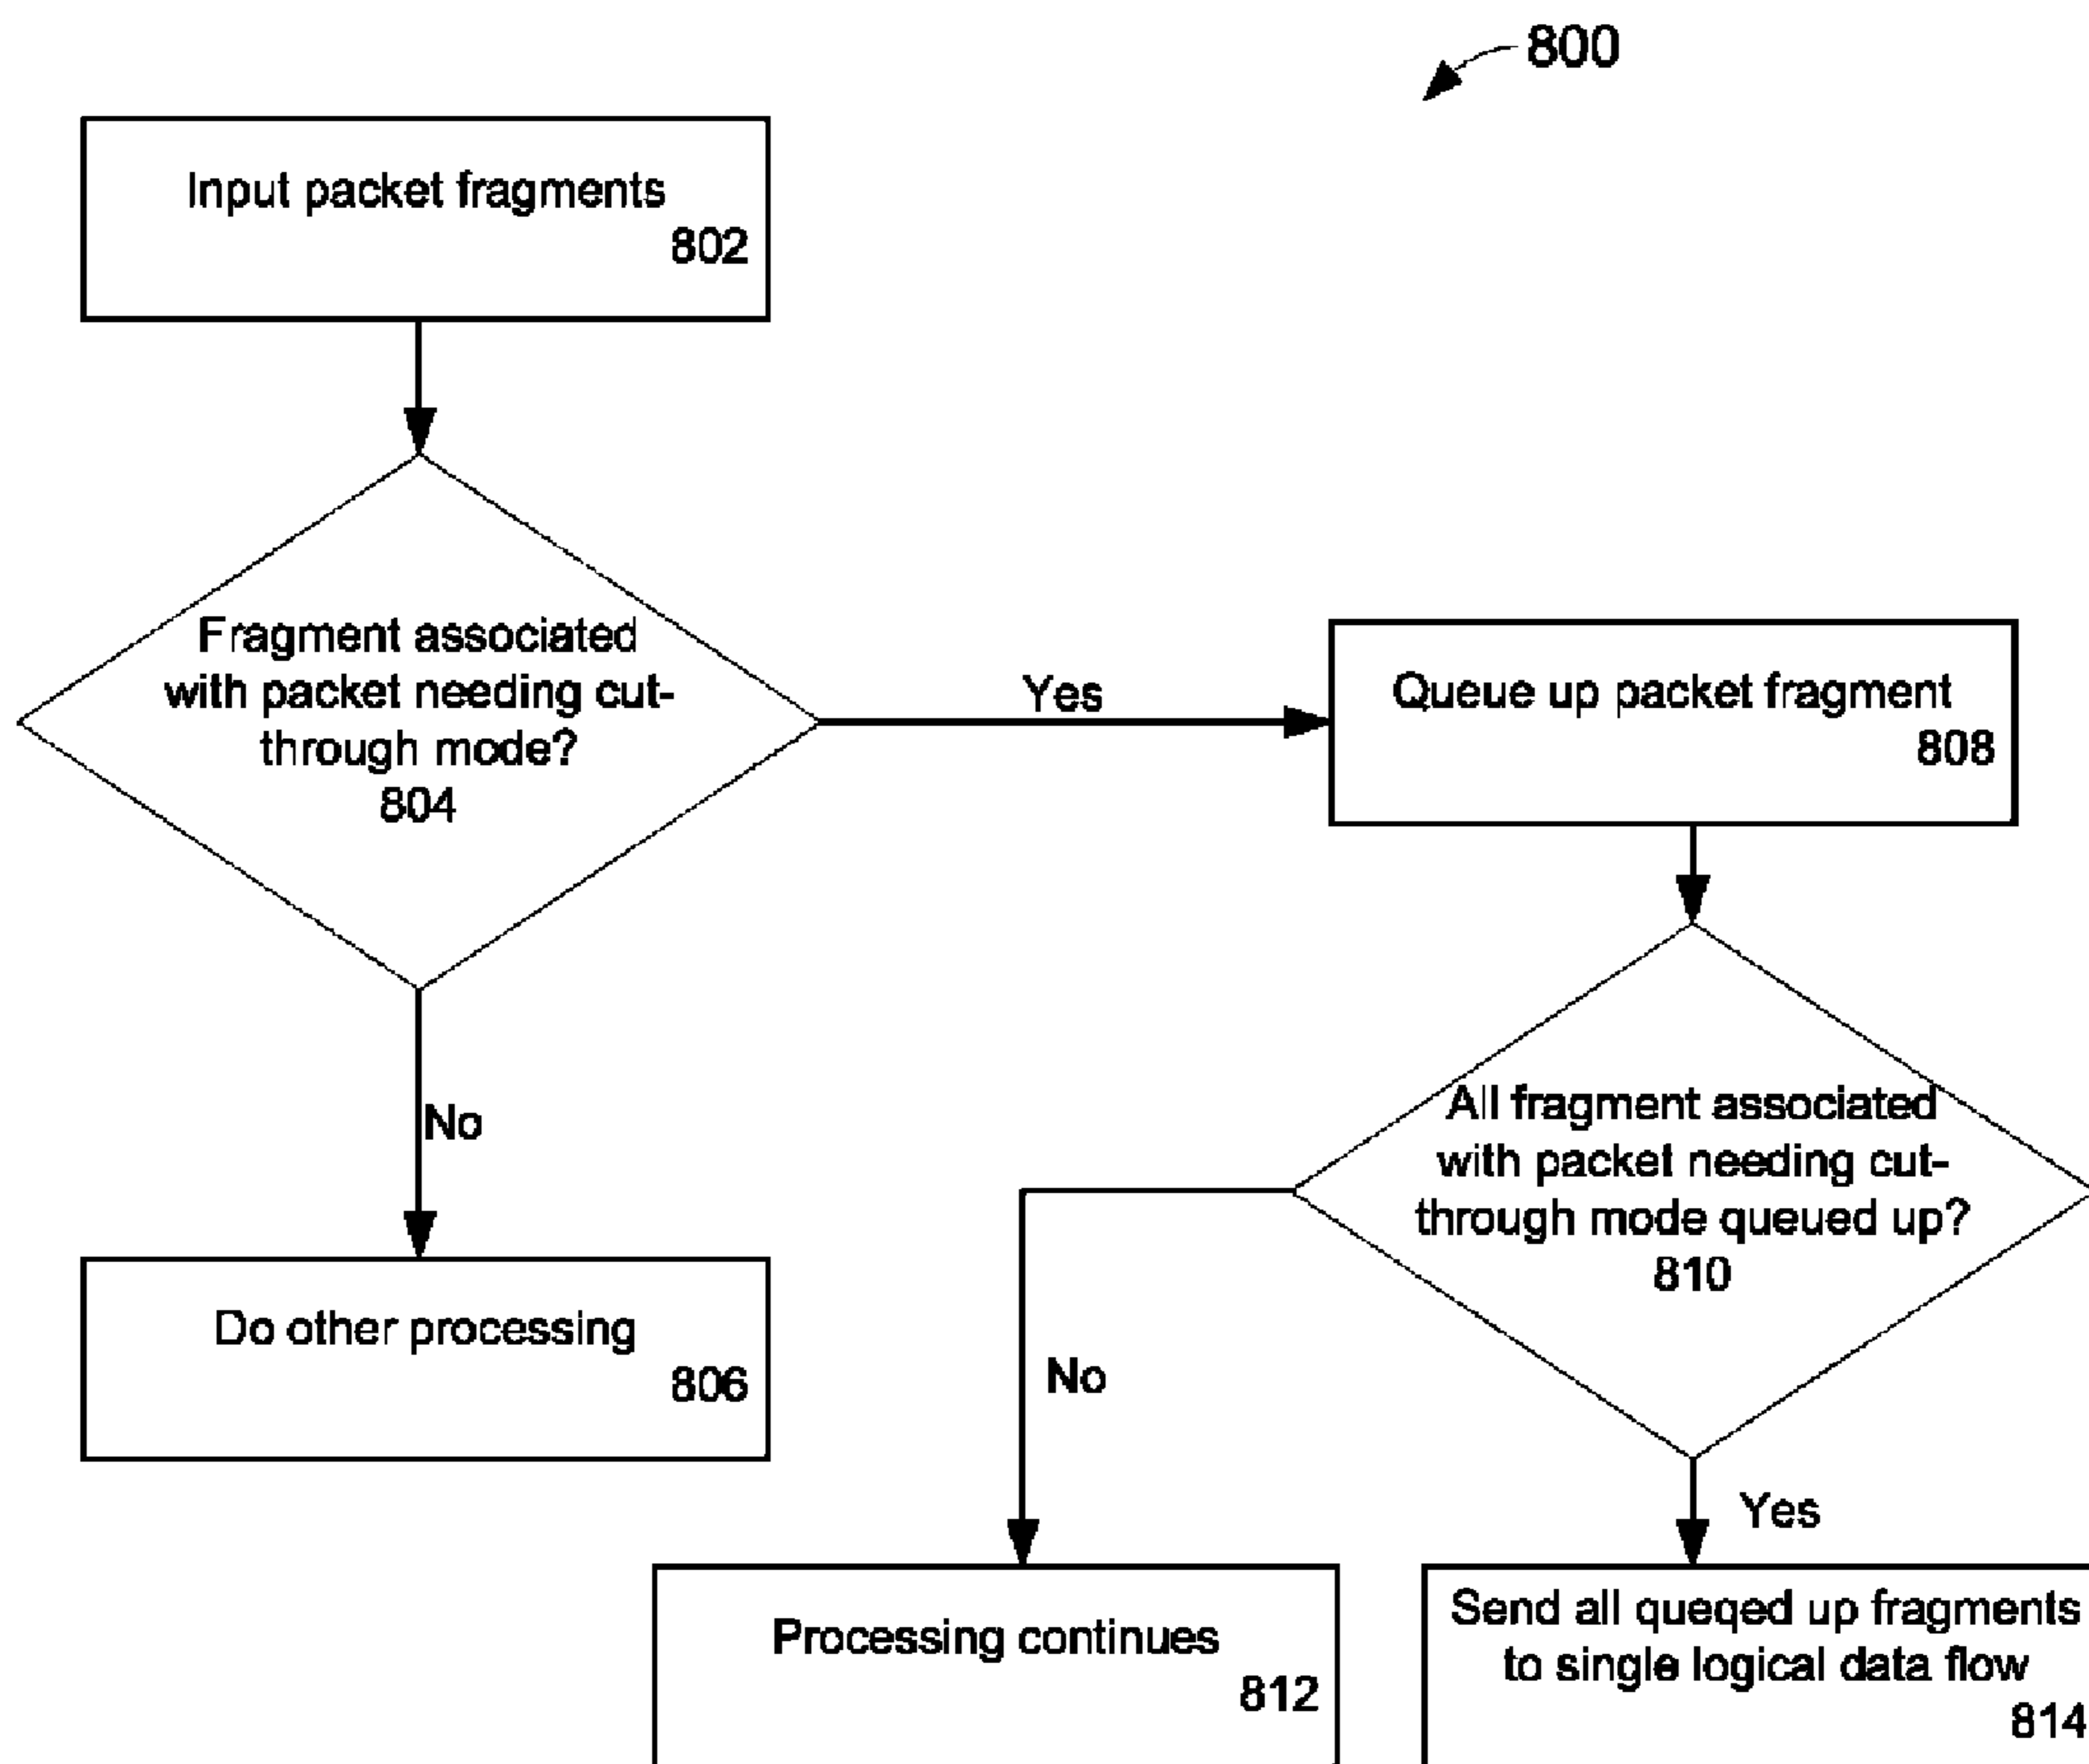 800
Input packet fragments
802
Fragment associated
with packet needing cut-
through mode?
804
Yes
Queue up packet fragment
808
No
All fragment associated
with packet needing cut-
through mode queued up?
810
Do other processing
806
No
Yes
Processing continues
812
Send all queqed up fragments
to single logical data flow
814